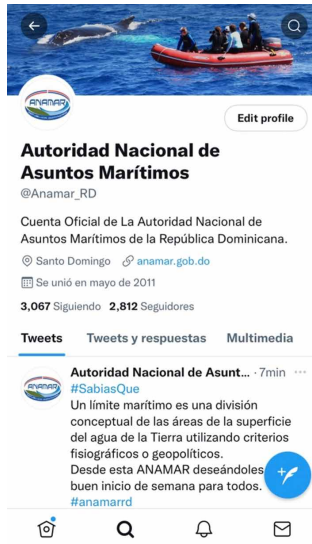 ANAMAR
Edit profile
Autoridad Nacional de
Asuntos Marítimos
@Anamar_RD
Cuenta Oficial de La Autoridad Nacional de
Asuntos Marítimos de la República Dominicana.
Santo Domingo anamar.gob.do
Se unió en mayo de 2011
3,067 Siguiendo 2,812 Seguidores
Tweets Tweets y respuestas Multimedia
ANAMAR
Autoridad Nacional de Asunt... · 7min
#SabiasQue
Un límite marítimo es una división
conceptual de las áreas de la superficie
del agua de la Tierra utilizando criterios
fisiográficos o geopolíticos.
Desde esta ANAMAR deseándoles
buen inicio de semana para todos.
#anamarrd